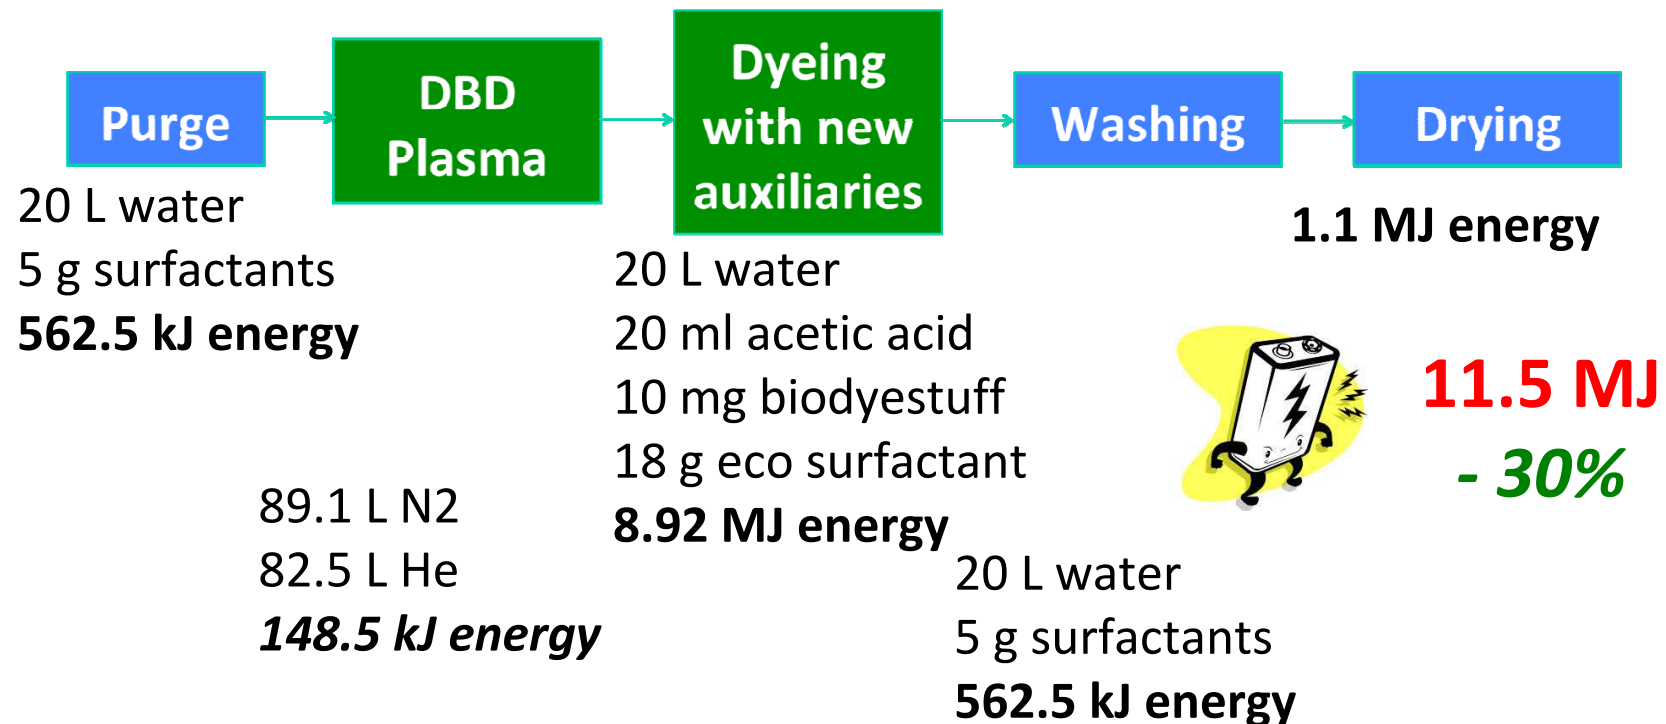 Purge
DBD
Plasma
Dyeing
with new
auxiliaries
Washing
Drying
20 L water
5 g surfactants
562.5 kJ energy
89.1 L N2
82.5 L He
148.5 kJ energy
20 L water
20 ml acetic acid
10 mg biodyestuff
18 g eco surfactant
8.92 MJ energy
20 L water
5 g surfactants
562.5 kJ energy
1.1 MJ energy
11.5 MJ
- 30%